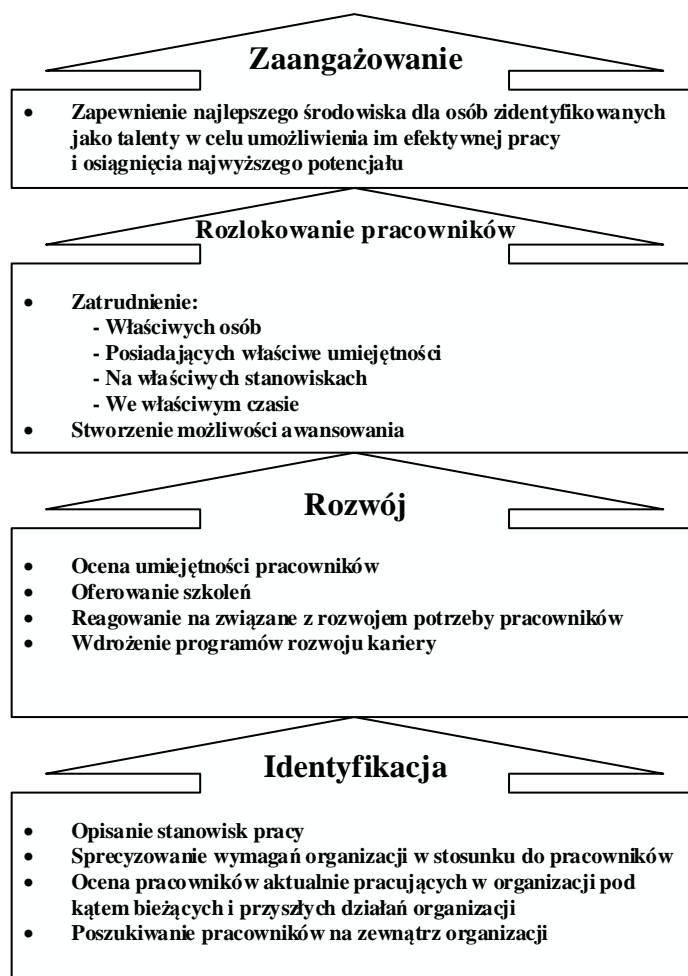 Zaangażowanie
• Zapewnienie najlepszego środowiska dla osób zidentyfikowanych
jako talenty w celu umożliwienia im efektywnej pracy
i osiągnięcia najwyższego potencjału
Rozlokowanie pracowników
• Zatrudnienie:
- Właściwych osób
- Posiadających właściwe umiejętności
- Na właściwych stanowiskach
- We właściwym czasie
• Stworzenie możliwości awansowania
Rozwój
• Ocena umiejętności pracowników
• Oferowanie szkoleń
• Reagowanie na związane z rozwojem potrzeby pracowników
• Wdrożenie programów rozwoju kariery
Identyfikacja
• Opisanie stanowisk pracy
• Sprecyzowanie wymagań organizacji w stosunku do pracowników
• Ocena pracowników aktualnie pracujących w organizacji pod
kątem bieżących i przyszłych działań organizacji
• Poszukiwanie pracowników na zewnątrz organizacji